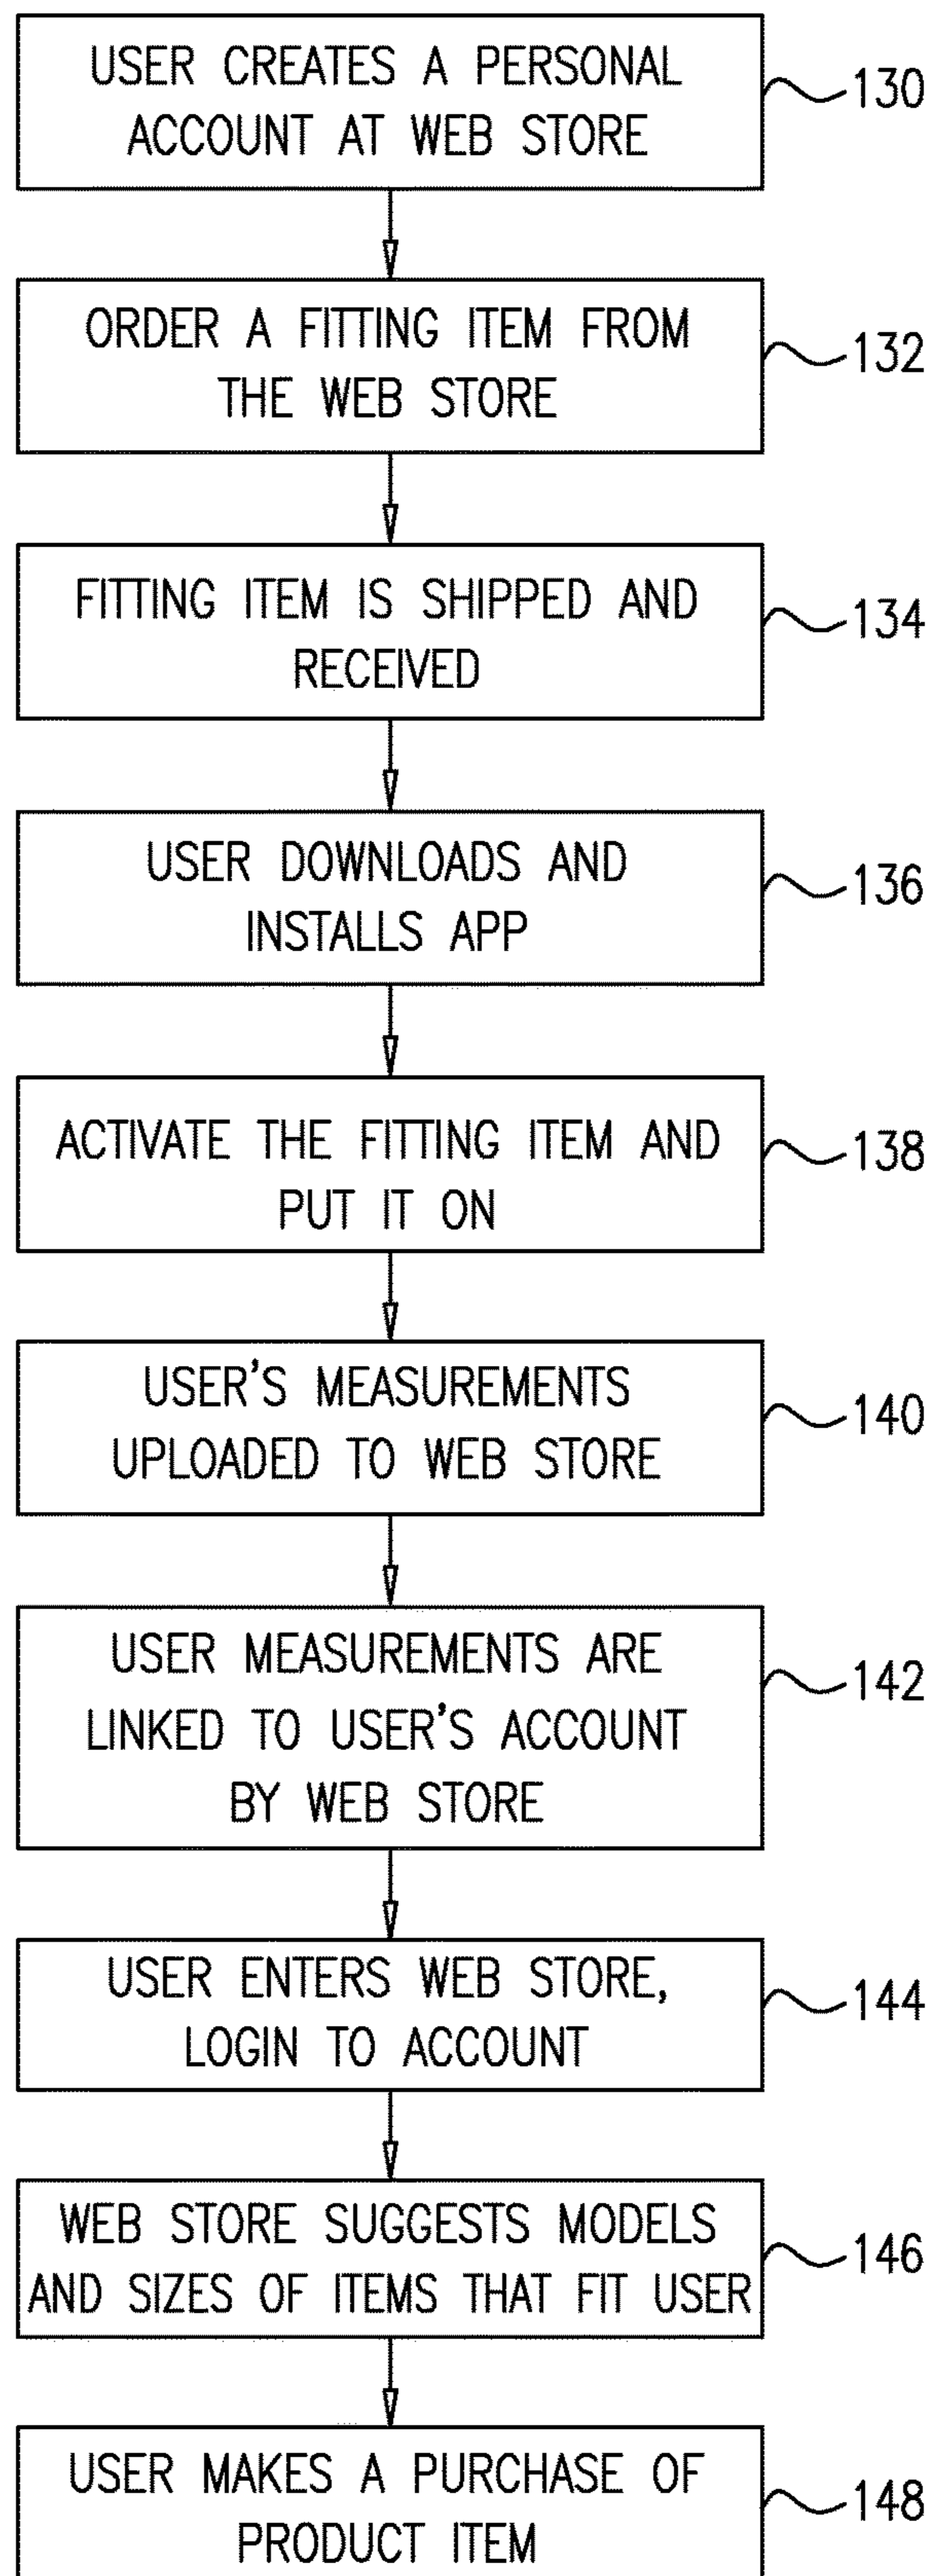 USER CREATES A PERSONAL
ACCOUNT AT WEB STORE
130
ORDER A FITTING ITEM FROM
THE WEB STORE
132
FITTING ITEM IS SHIPPED AND
RECEIVED
134
USER DOWNLOADS AND
INSTALLS APP
136
ACTIVATE THE FITTING ITEM AND
PUT IT ON
138
USER'S MEASUREMENTS
UPLOADED TO WEB STORE
140
USER MEASUREMENTS ARE
LINKED TO USER'S ACCOUNT
BY WEB STORE
142
USER ENTERS WEB STORE,
LOGIN TO ACCOUNT
144
WEB STORE SUGGESTS MODELS
AND SIZES OF ITEMS THAT FIT USER
146
USER MAKES A PURCHASE OF
PRODUCT ITEM
148